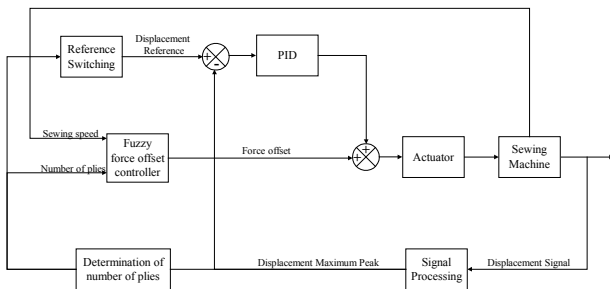 Displacement
Reference
Reference
Switching
+
-
PID
Sewing speed
Fuzzy
force offset
controller
Number of plies
Force offset
+
+
Actuator
Sewing
Machine
Determination of
number of plies
Displacement Maximum Peak
Signal
Processing
Displacement Signal